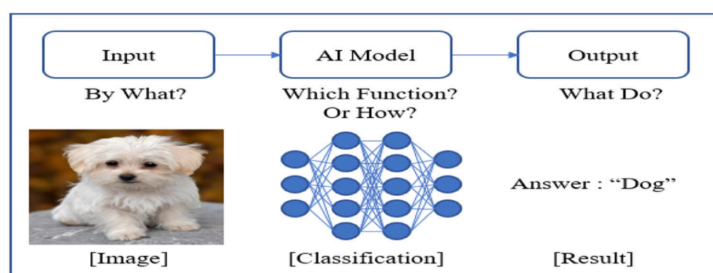 Input
AI Model
Output
By What?
Which Function?
Or How?
What Do?
Answer : “Dog”
[Image]
[Classification]
[Result]